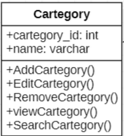 Cartegory
+cartegory_id: int
+name: varchar
+AddCartegory()
+EditCartegory()
+RemoveCartegory()
+viewCartegory()
+SearchCartegory()